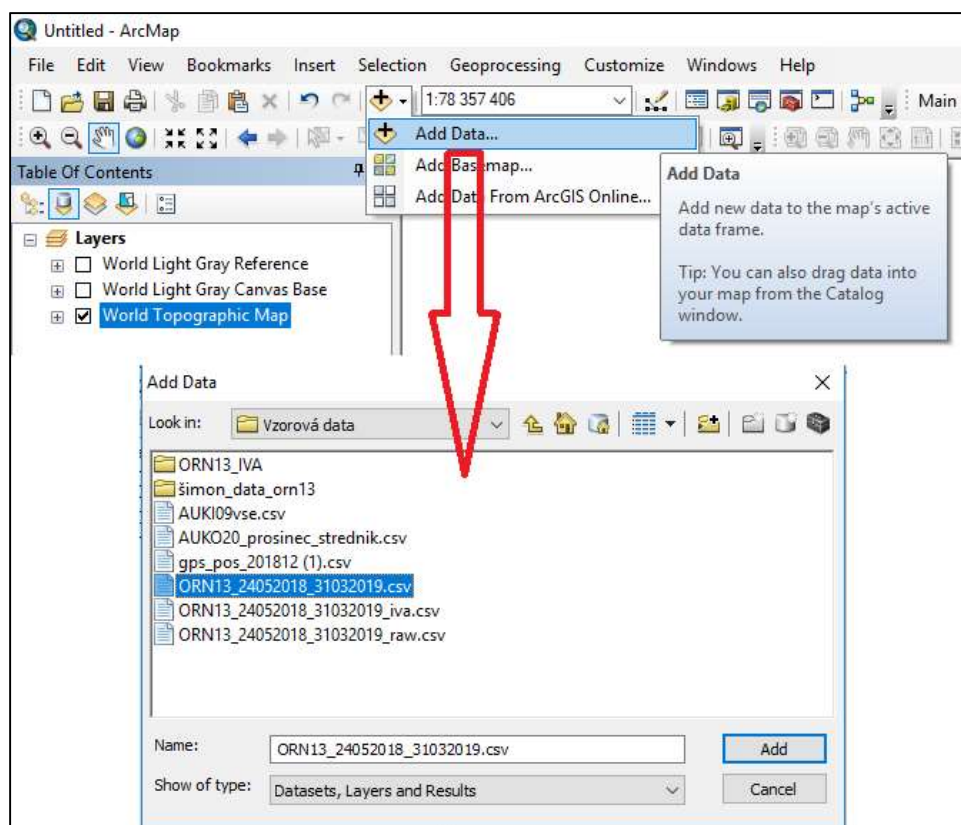 Untitled - ArcMap
File Edit View Bookmarks Insert Selection Geoprocessing Customize Windows Help
1:78 357 406 Main
Add Data...
Table Of Contents
Add Basemap...
Add Data From ArcGIS Online...
Add Data
Add new data to the map's active
data frame.
Tip: You can also drag data into
your map from the Catalog
window.
Layers
World Light Gray Reference
World Light Gray Canvas Base
World Topographic Map
Add Data
Look in: Vzorová data
ORN13_IVA
šimon_data_orn13
AUKI09vse.csv
AUKO20_prosinec_strednik.csv
gps_pos_201812 (1).csv
ORN13_24052018_31032019.csv
ORN13_24052018_31032019_iva.csv
ORN13_24052018_31032019_raw.csv
Name: ORN13_24052018_31032019.csv Add
Show of type: Datasets, Layers and Results Cancel